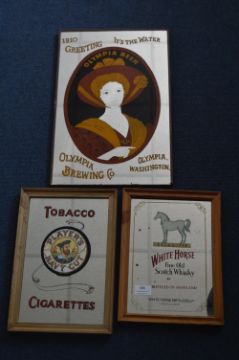 1910 GREETING IT'S THE WATER
OLYMPIA BEER
OLYMPIA BREWING CO
OLYMPIA, WASHINGTON.
TOBACCO
PLAYER'S
NAVY CUT
CIGARETTES
WHITE HORSE
Fine Old
Scotch Whisky